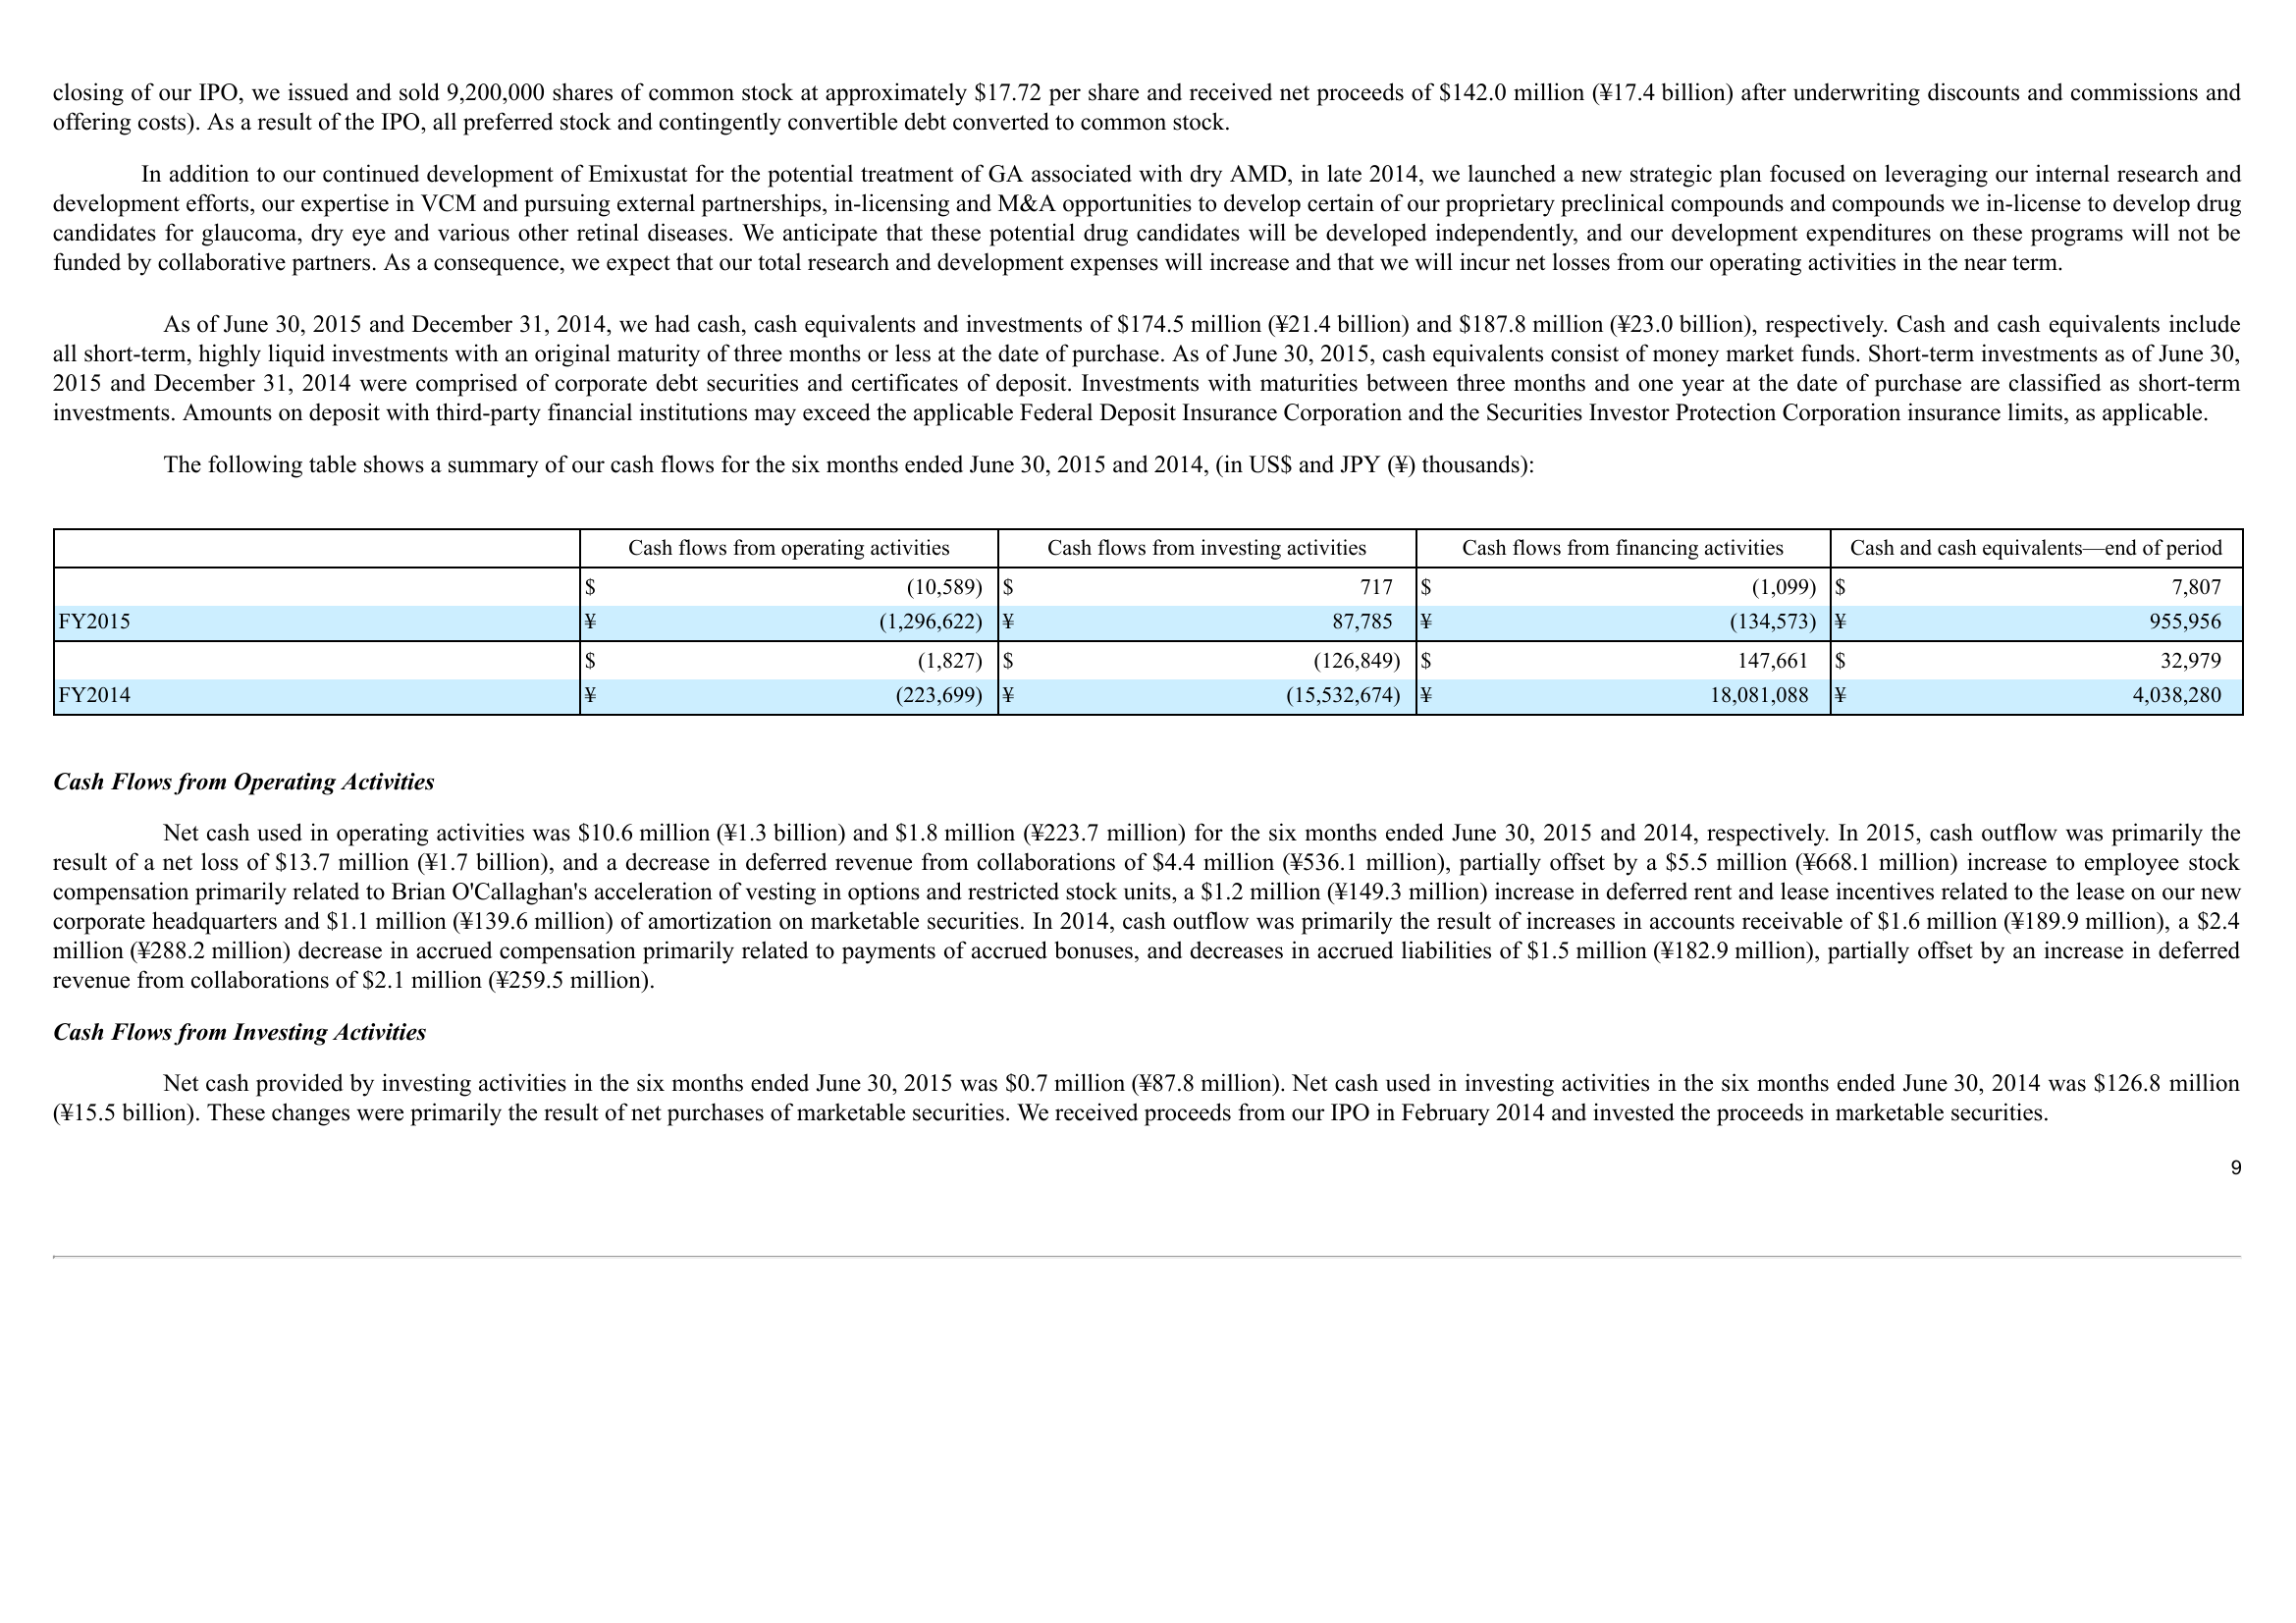 closing of our IPO, we issued and sold 9,200,000 shares of common stock at approximately $17.72 per share and received net proceeds of $142.0 million (¥17.4 billion) after underwriting discounts and commissions and
offering costs). As a result of the IPO, all preferred stock and contingently convertible debt converted to common stock.
In addition to our continued development of Emixustat for the potential treatment of GA associated with dry AMD, in late 2014, we launched a new strategic plan focused on leveraging our internal research and
development efforts, our expertise in VCM and pursuing external partnerships, in-licensing and M&A opportunities to develop certain of our proprietary preclinical compounds and compounds we in-license to develop drug
candidates for glaucoma, dry eye and various other retinal diseases. We anticipate that these potential drug candidates will be developed independently, and our development expenditures on these programs will not be
funded by collaborative partners. As a consequence, we expect that our total research and development expenses will increase and that we will incur net losses from our operating activities in the near term.
As of June 30, 2015 and December 31, 2014, we had cash, cash equivalents and investments of $174.5 million (¥21.4 billion) and $187.8 million (¥23.0 billion), respectively. Cash and cash equivalents include
all short-term, highly liquid investments with an original maturity of three months or less at the date of purchase. As of June 30, 2015, cash equivalents consist of money market funds. Short-term investments as of June 30,
2015 and December 31, 2014 were comprised of corporate debt securities and certificates of deposit. Investments with maturities between three months and one year at the date of purchase are classified as short-term
investments. Amounts on deposit with third-party financial institutions may exceed the applicable Federal Deposit Insurance Corporation and the Securities Investor Protection Corporation insurance limits, as applicable.
The following table shows a summary of our cash flows for the six months ended June 30, 2015 and 2014, (in US$ and JPY (¥) thousands):
Cash flows from operating activities Cash flows from investing activities Cash flows from financing activities Cash and cash equivalents—end of period
$ (10,589) $ 717 $ (1,099) $ 7,807
FY2015 ¥ (1,296,622) ¥ 87,785 ¥ (134,573) ¥ 955,956
$ (1,827) $ (126,849) $ 147,661 $ 32,979
FY2014 ¥ (223,699) ¥ (15,532,674) ¥ 18,081,088 ¥ 4,038,280
Cash Flows from Operating Activities
Net cash used in operating activities was $10.6 million (¥1.3 billion) and $1.8 million (¥223.7 million) for the six months ended June 30, 2015 and 2014, respectively. In 2015, cash outflow was primarily the
result of a net loss of $13.7 million (¥1.7 billion), and a decrease in deferred revenue from collaborations of $4.4 million (¥536.1 million), partially offset by a $5.5 million (¥668.1 million) increase to employee stock
compensation primarily related to Brian O'Callaghan's acceleration of vesting in options and restricted stock units, a $1.2 million (¥149.3 million) increase in deferred rent and lease incentives related to the lease on our new
corporate headquarters and $1.1 million (¥139.6 million) of amortization on marketable securities. In 2014, cash outflow was primarily the result of increases in accounts receivable of $1.6 million (¥189.9 million), a $2.4
million (¥288.2 million) decrease in accrued compensation primarily related to payments of accrued bonuses, and decreases in accrued liabilities of $1.5 million (¥182.9 million), partially offset by an increase in deferred
revenue from collaborations of $2.1 million (¥259.5 million).
Cash Flows from Investing Activities
Net cash provided by investing activities in the six months ended June 30, 2015 was $0.7 million (¥87.8 million). Net cash used in investing activities in the six months ended June 30, 2014 was $126.8 million
(¥15.5 billion). These changes were primarily the result of net purchases of marketable securities. We received proceeds from our IPO in February 2014 and invested the proceeds in marketable securities.
9